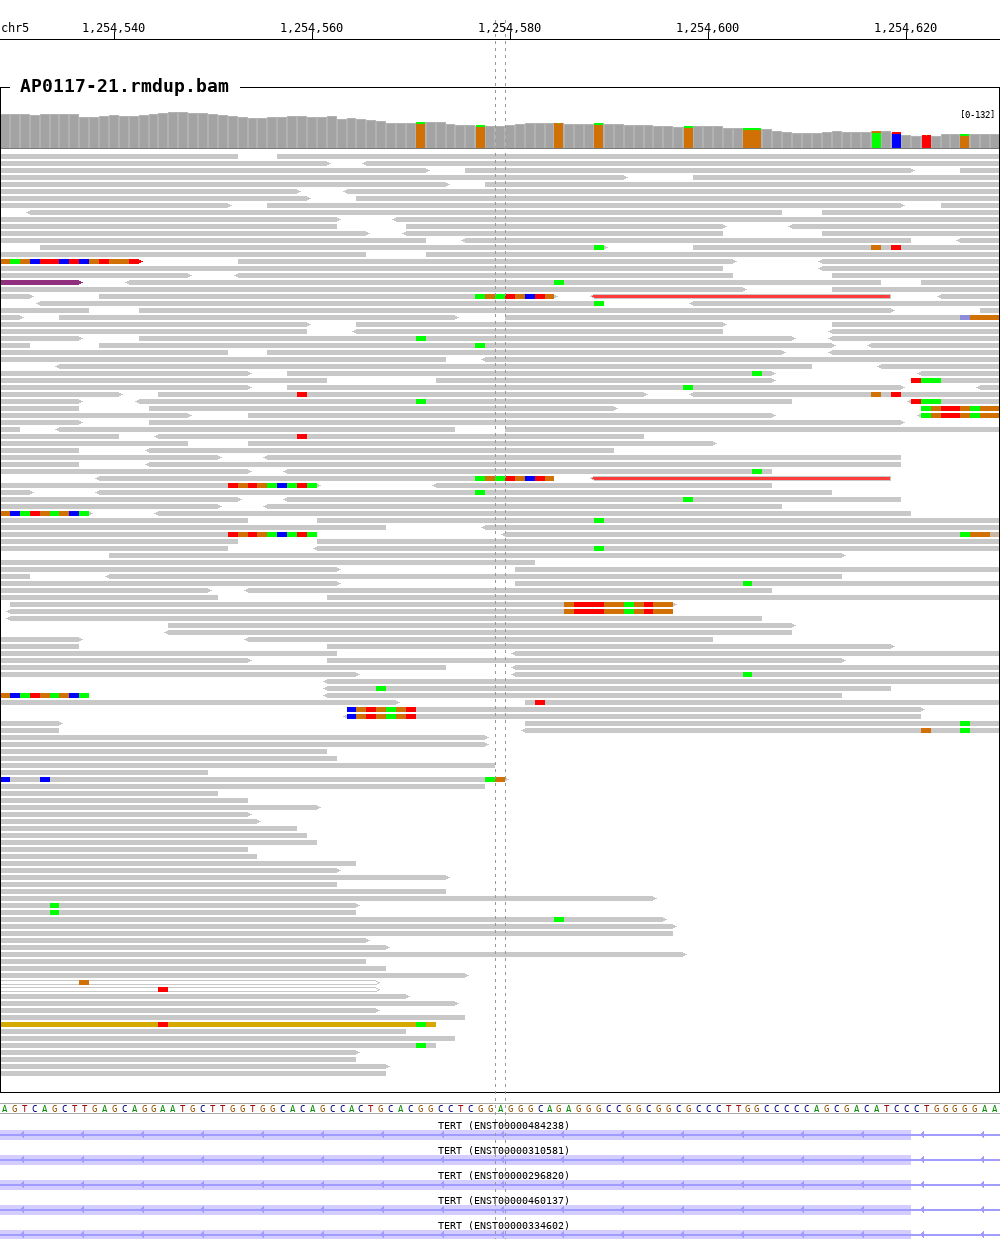 chr5 1,254,540 1,254,560 1,254,580 1,254,600 1,254,620
AP0117-21.rmdup.bam
[0-132]
AGTCAGCTTGAGCAGGAATGCTTGGTGGCACAGCCACTGCACGGCCTCGGAGGGCAGAGGGCCGGCGGCGCCCTTGGCCCCCAGCGACATCCCTGGGGGAA
TERT (ENST00000484238)
TERT (ENST00000310581)
TERT (ENST00000296820)
TERT (ENST00000460137)
TERT (ENST00000334602)